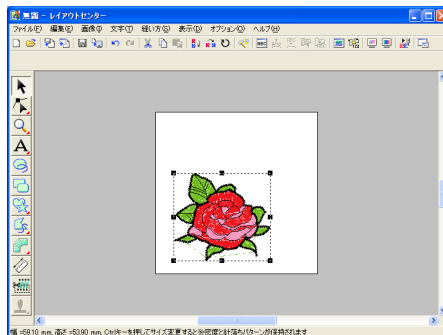 無題 - レイアウトセンター
ファイル(F) 編集(E) 画像(I) 文字(T) 縫い方(S) 表示(D) オプション(O) ヘルプ(H)
A
幅 =59.10 mm, 高さ =53.90 mm, Ctrlキーを押してサイズ変更すると糸密度と針落ちパターンが保持されます